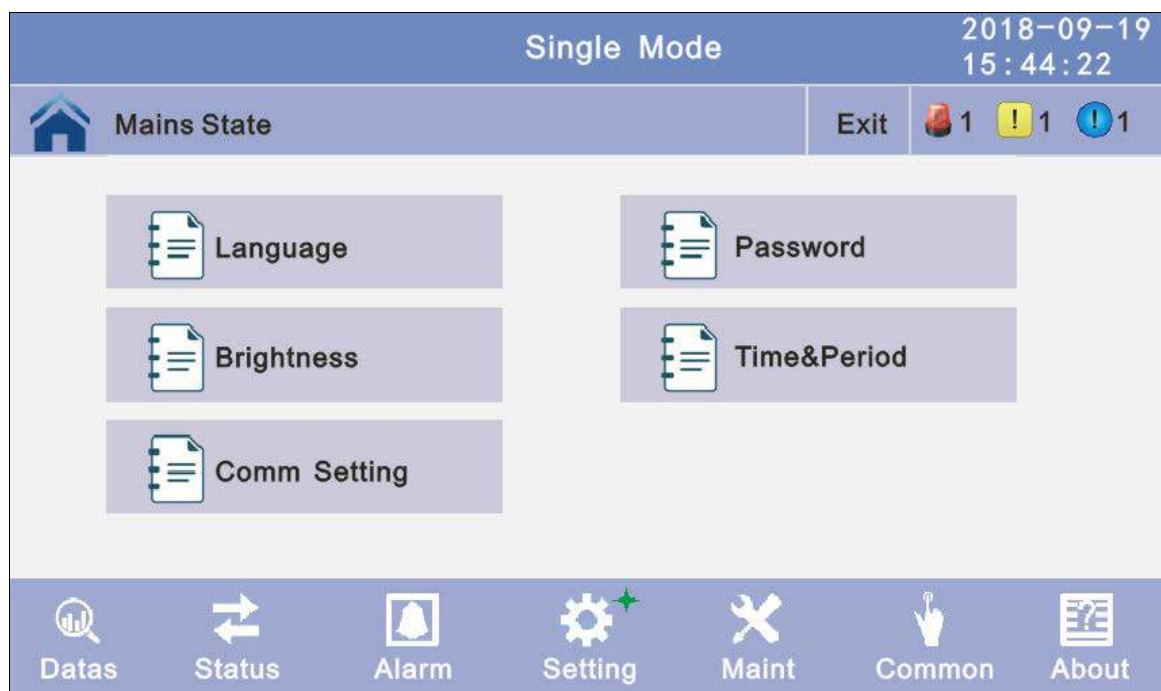 Single Mode
2018-09-19
15:44:22
Mains State
Exit
1
! 1
! 1
Language
Password
Brightness
Time&Period
Comm Setting
Datas
Status
Alarm
Setting
Maint
Common
?
About